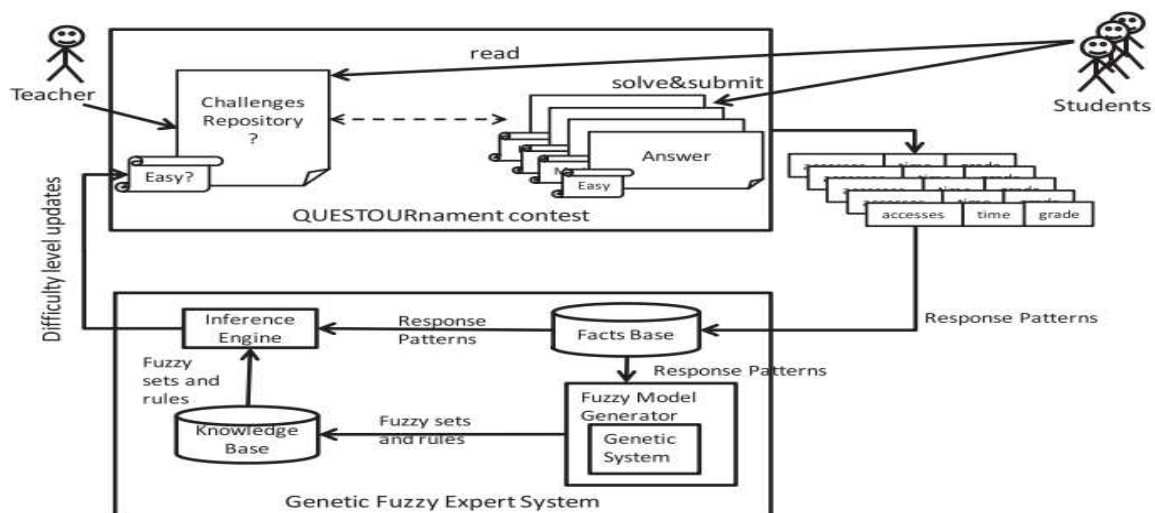 read
solve&submit
Teacher
Students
Challenges
Repository
?
Easy?
Answer
Easy
QUESTOURnament contest
accesses time grade
Difficulty level updates
Inference
Engine
Response
Patterns
Facts Base
Response Patterns
Response Patterns
Fuzzy
sets and
rules
Fuzzy Model
Generator
Genetic
System
Fuzzy sets
and rules
Knowledge
Base
Genetic Fuzzy Expert System